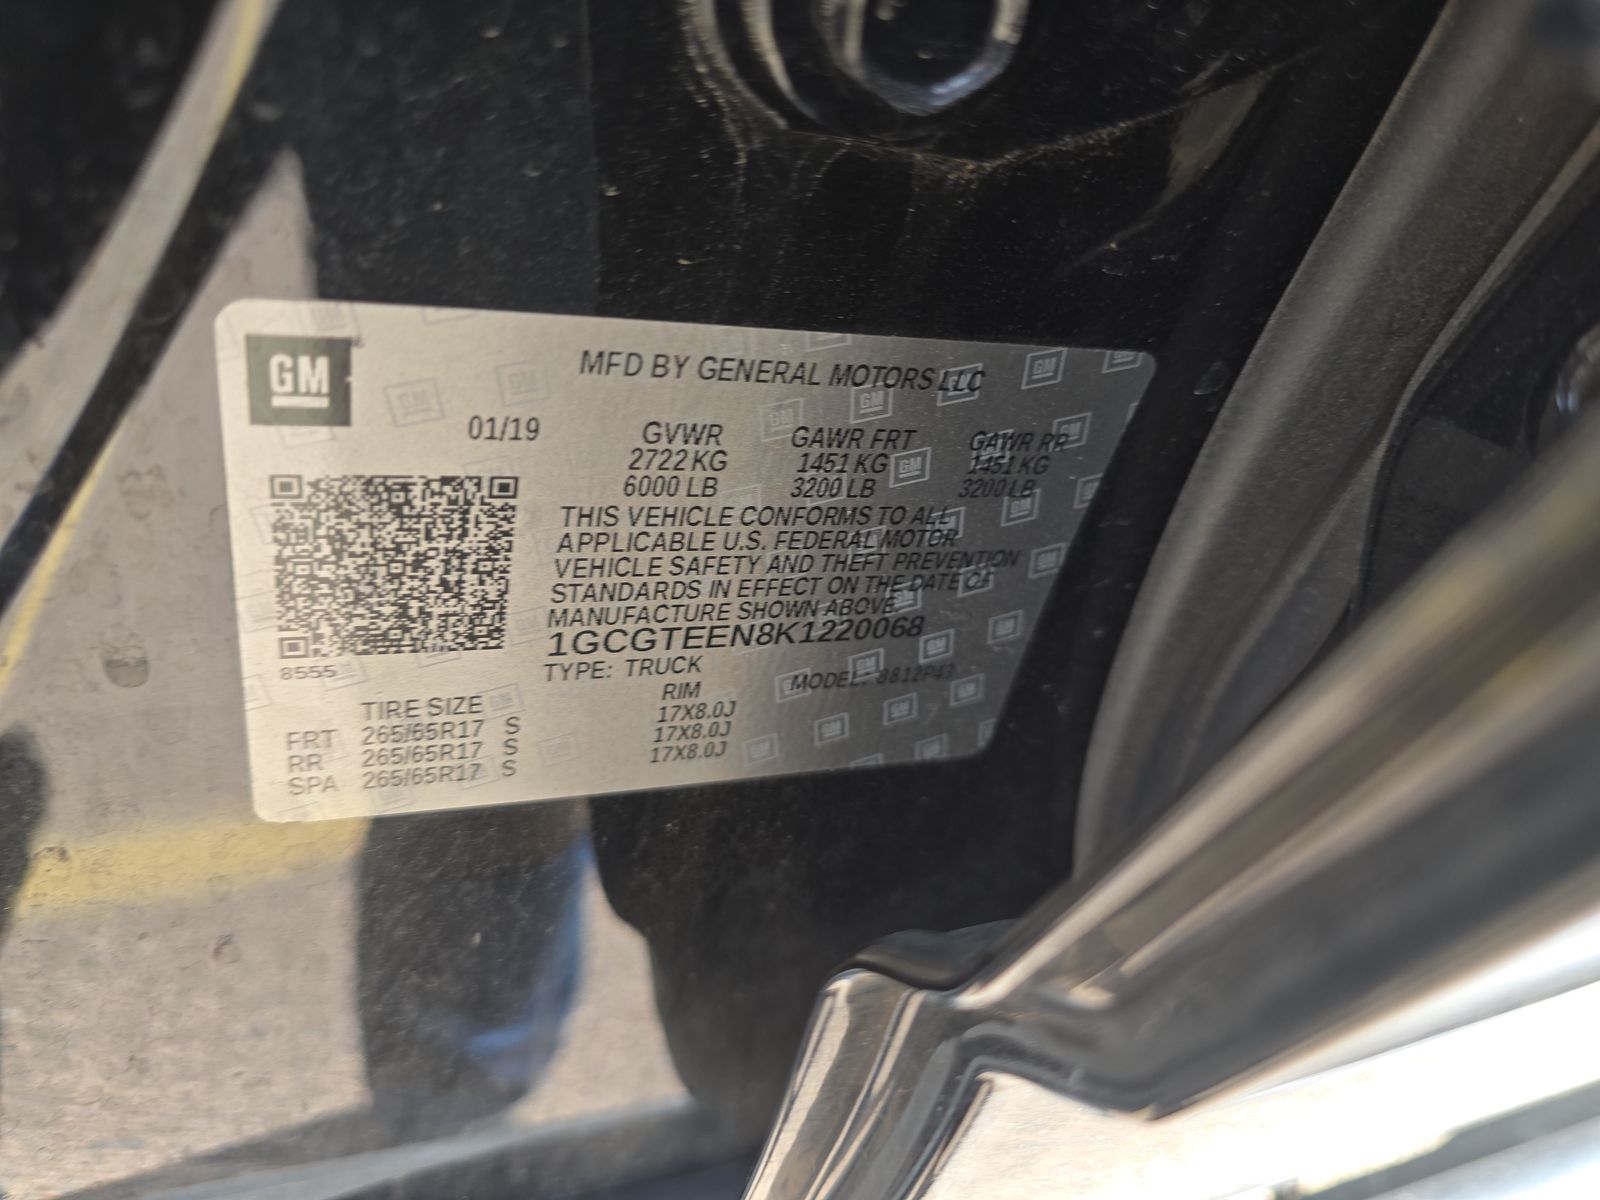 GM
MFD BY GENERAL MOTORS LLC
01/19 GVWR GAWR FRT GAWR RR
2722 KG 1451 KG 1451 KG
6000 LB 3200 LB 3200 LB
THIS VEHICLE CONFORMS TO ALL
APPLICABLE U.S. FEDERAL MOTOR
VEHICLE SAFETY AND THEFT PREVENTION
STANDARDS IN EFFECT ON THE DATE OF
MANUFACTURE SHOWN ABOVE.
1GCGTEEN8K1220068
8555 TYPE: TRUCK MODEL: 8812P43
TIRE SIZE RIM
FRT 265/65R17 S 17X8.0J
RR 265/65R17 S 17X8.0J
SPA 265/65R17 S 17X8.0J